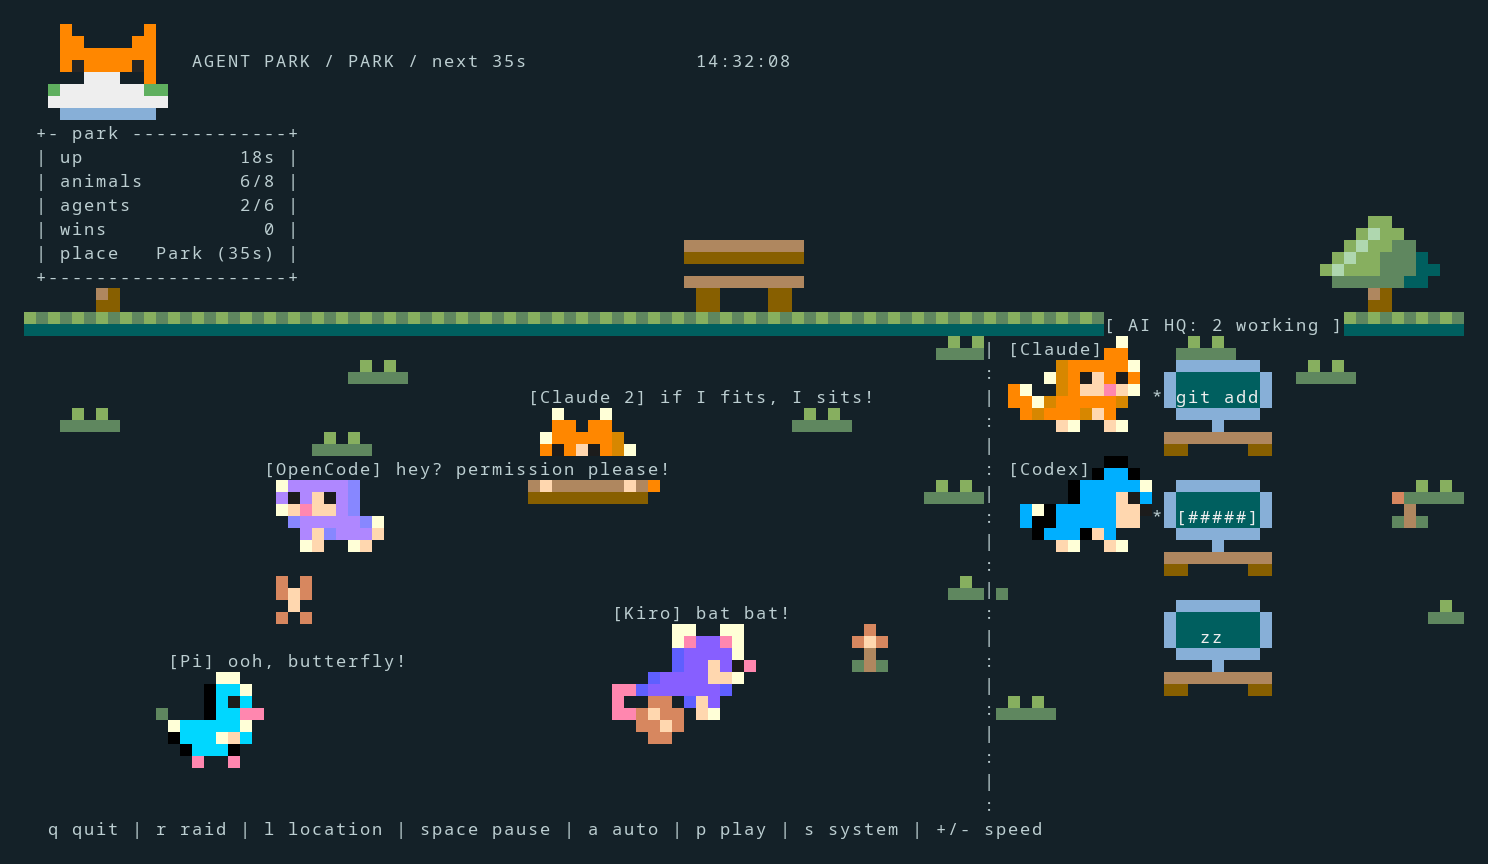 AGENT PARK / PARK / next 35s 14:32:08
+- park -------------+
| up 18s |
| animals 6/8 |
| agents 2/6 |
| wins 0 |
| place Park (35s) |
+--------------------+
[ AI HQ: 2 working ]
[Claude]
[Claude 2] if I fits, I sits!
* git add
[OpenCode] hey? permission please!
[Codex]
* [#####]
[Kiro] bat bat!
zz
[Pi] ooh, butterfly!
q quit | r raid | l location | space pause | a auto | p play | s system | +/- speed